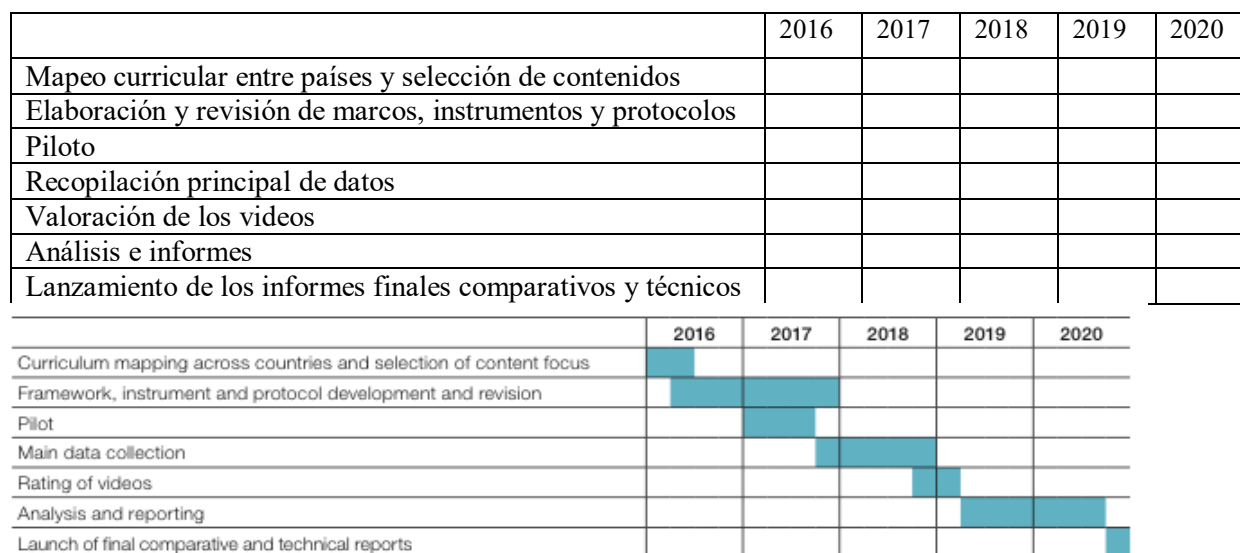 2016 2017 2018 2019 2020
Mapeo curricular entre países y selección de contenidos
Elaboración y revisión de marcos, instrumentos y protocolos
Piloto
Recopilación principal de datos
Valoración de los videos
Análisis e informes
Lanzamiento de los informes finales comparativos y técnicos
2016 2017 2018 2019 2020
Curriculum mapping across countries and selection of content focus
Framework, instrument and protocol development and revision
Pilot
Main data collection
Rating of videos
Analysis and reporting
Launch of final comparative and technical reports